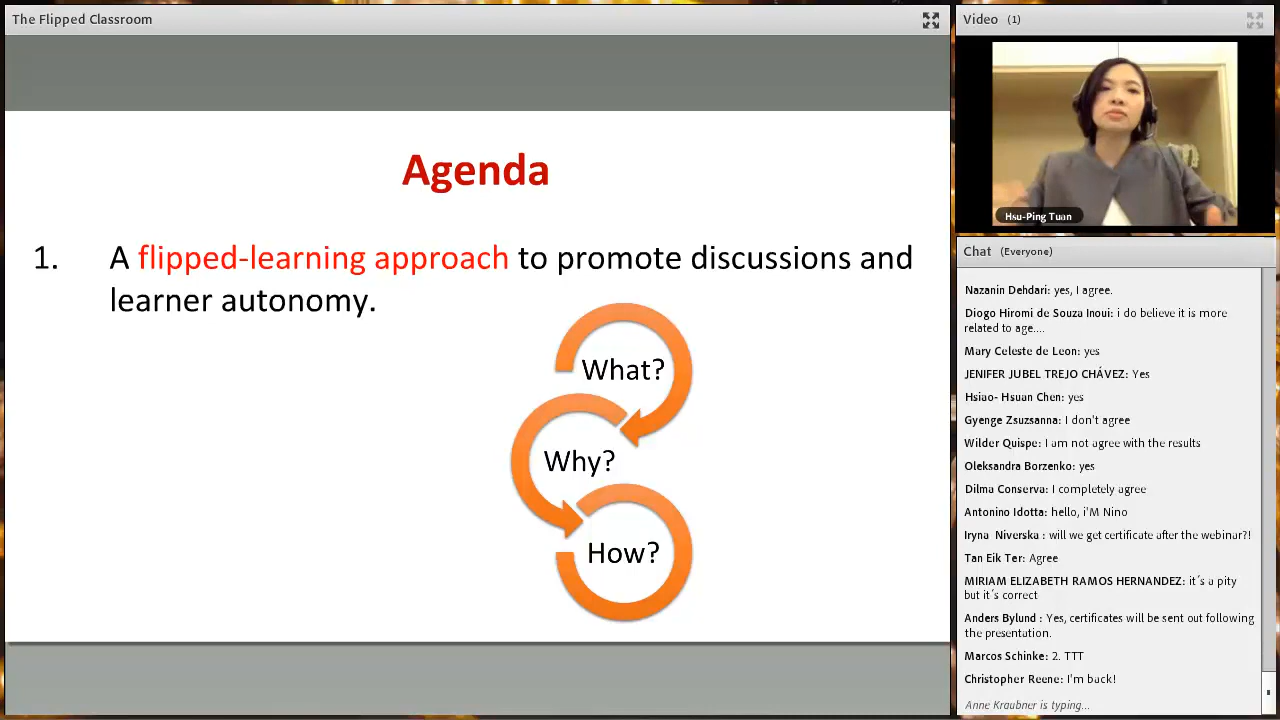 The Flipped Classroom
Agenda
1. A flipped-learning approach to promote discussions and
learner autonomy.
What?
Why?
How?
Video (1)
Hsu-Ping Tuan
Chat (Everyone)
Nazanin Dehdari: yes, I agree.
Diogo Hiromi de Souza Inoui: i do believe it is more
related to age....
Mary Celeste de Leon: yes
JENIFER JUBEL TREJO CHÁVEZ: Yes
Hsiao- Hsuan Chen: yes
Gyenge Zsuzsanna: I don't agree
Wilder Quispe: I am not agree with the results
Oleksandra Borzenko: yes
Dilma Conserva: I completely agree
Antonino Idotta: hello, i'M Nino
Iryna Niverska : will we get certificate after the webinar?!
Tan Eik Ter: Agree
MIRIAM ELIZABETH RAMOS HERNANDEZ: it´s a pity
but it´s correct
Anders Bylund : Yes, certificates will be sent out following
the presentation.
Marcos Schinke: 2. TTT
Christopher Reene: I'm back!
Anne Kraubner is typing...